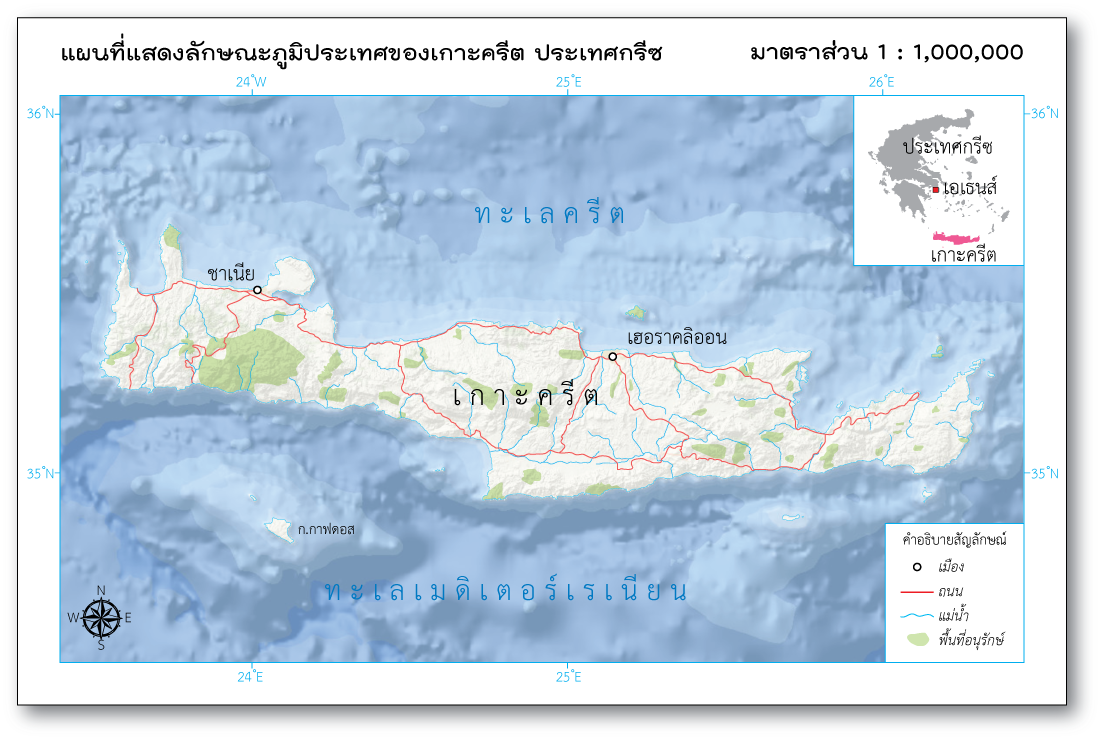 แผนที่แสดงลักษณะภูมิประเทศของเกาะครีต ประเทศกรีซ
มาตราส่วน 1 : 1,000,000
24°W
25°E
26°E
36°N
36°N
ประเทศกรีซ
เอเธนส์
เกาะครีต
ทะเลครีต
ชาเนีย
เฮอราคลิออน
เกาะครีต
35°N
35°N
ก.กาฟดอส
ทะเลเมดิเตอร์เรเนียน
คำอธิบายสัญลักษณ์
เมือง
ถนน
แม่น้ำ
พื้นที่อนุรักษ์
N
W
E
S
24°E
25°E